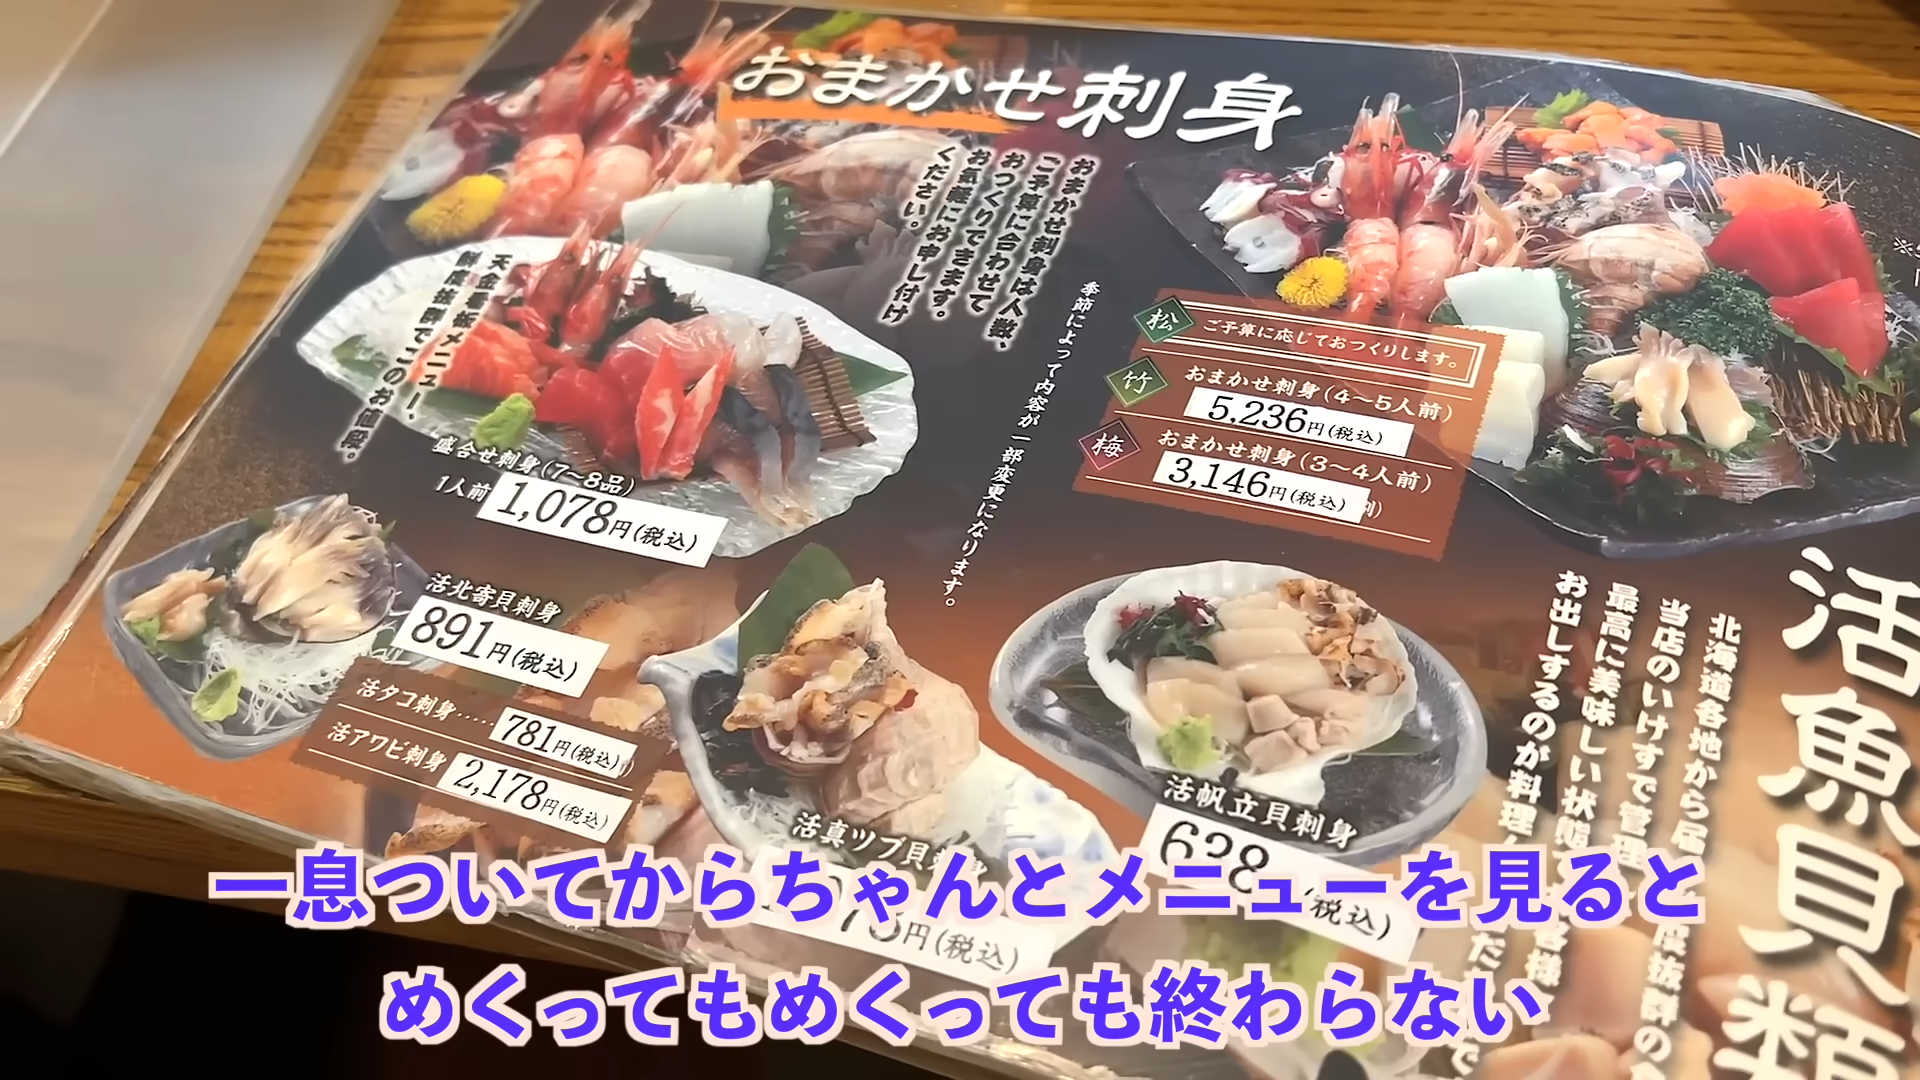 おまかせ刺身
おまかせ刺身は人数、
ご予算に合わせて
おつくりできます。
お気軽にお申し付け
ください。
季節によって内容が一部変更になります。
天金看板メニュー、
鮮度抜群でこのお値段。
盛合せ刺身(7〜8品)
1人前 1,078円(税込)
松 ご予算に応じておつくりします。
竹 おまかせ刺身(4〜5人前)
5,236円(税込)
梅 おまかせ刺身(3〜4人前)
3,146円(税込)
活北寄貝刺身
891円(税込)
活タコ刺身‥‥‥781円(税込)
活アワビ刺身 2,178円(税込)
活真ツブ貝刺身
円(税込)
活帆立貝刺身
638
(税込)
活魚貝類
北海道各地から届
度抜群の
当店のいけすで管理
最高に美味しい状態で
客様
お出しするのが料理
一息ついてからちゃんとメニューを見ると
めくってもめくっても終わらない